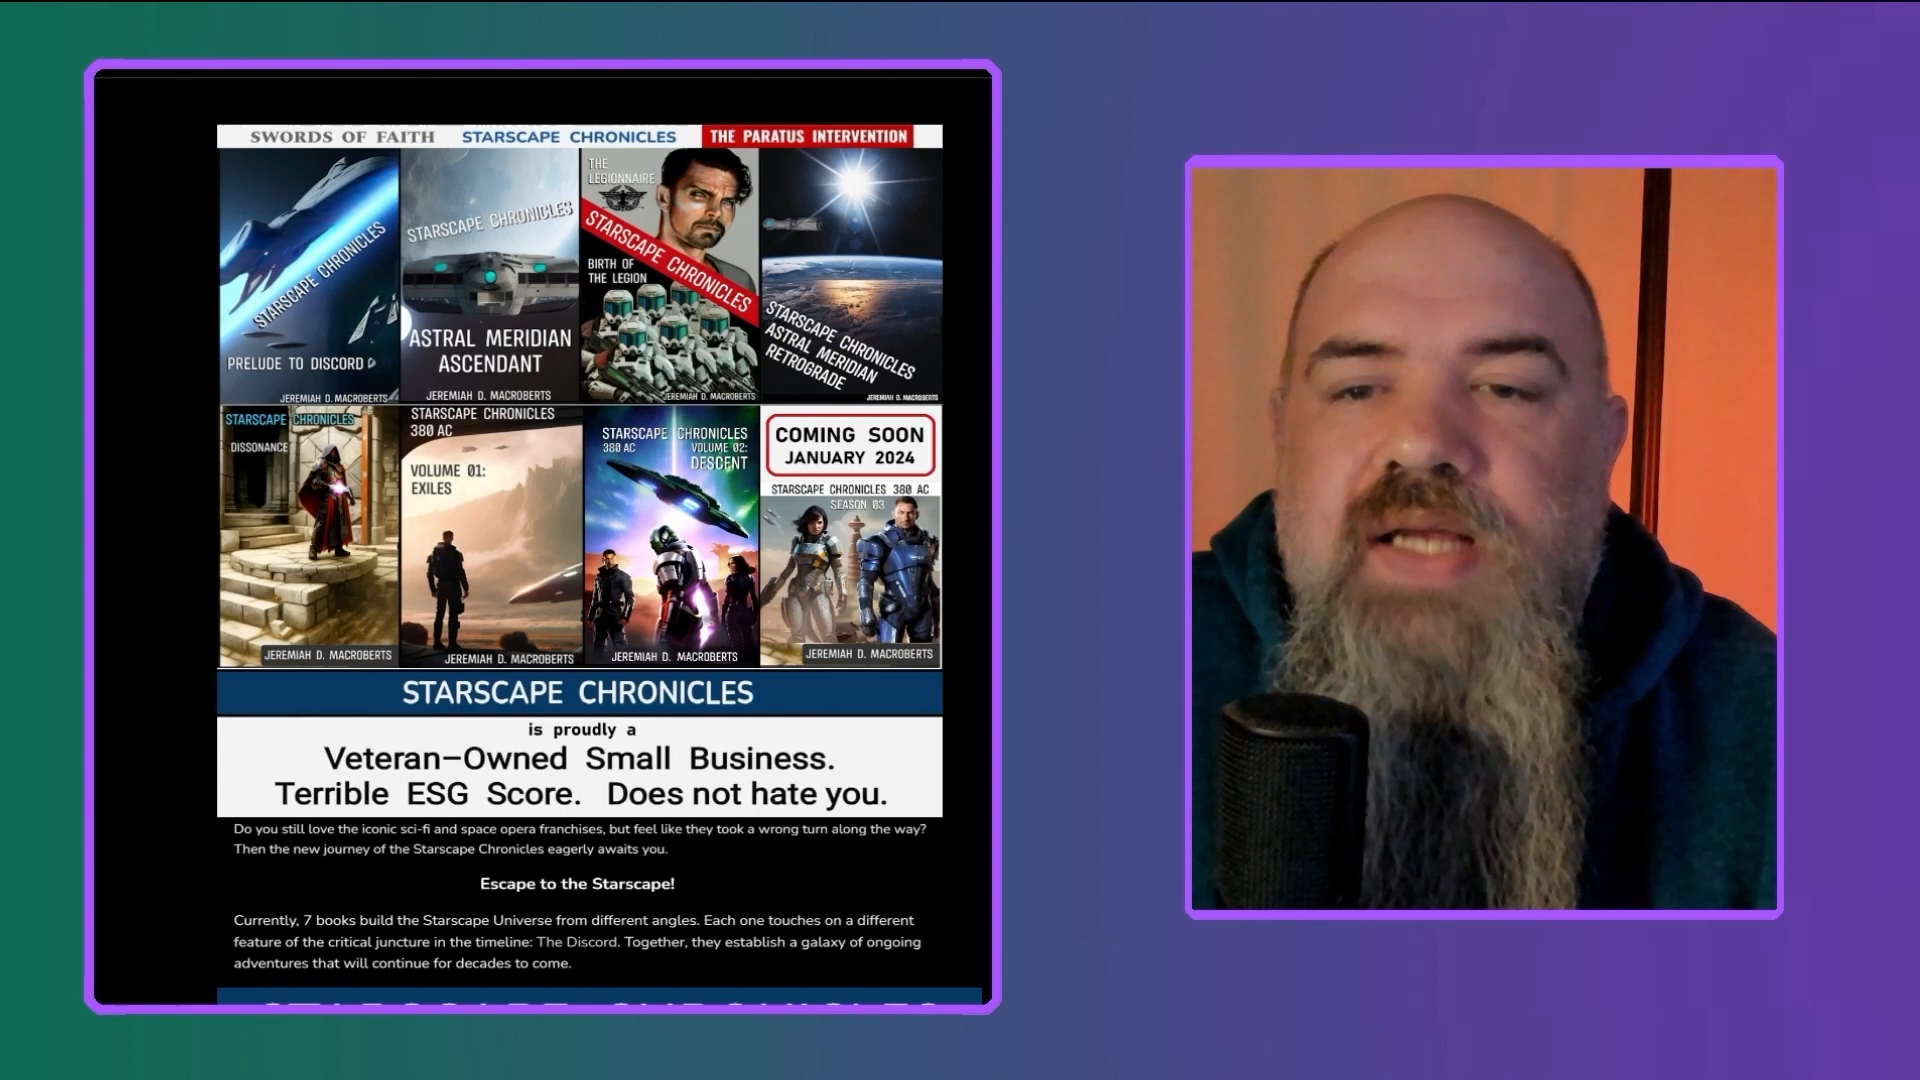 SWORDS OF FAITH STARSCAPE CHRONICLES THE PARATUS INTERVENTION
STARSCAPE CHRONICLES
PRELUDE TO DISCORD
JEREMIAH D. MACROBERTS
STARSCAPE CHRONICLES
ASTRAL MERIDIAN
ASCENDANT
JEREMIAH D. MACROBERTS
THE
LEGIONNAIRE
STARSCAPE CHRONICLES
BIRTH OF
THE LEGION
JEREMIAH D. MACROBERTS
STARSCAPE CHRONICLES
ASTRAL MERIDIAN
RETROGRADE
JEREMIAH D. MACROBERTS
STARSCAPE CHRONICLES
DISSONANCE
JEREMIAH D. MACROBERTS
STARSCAPE CHRONICLES
380 AC
VOLUME 01:
EXILES
JEREMIAH D. MACROBERTS
STARSCAPE CHRONICLES
380 AC VOLUME 02:
DESCENT
JEREMIAH D. MACROBERTS
COMING SOON
JANUARY 2024
STARSCAPE CHRONICLES 380 AC
SEASON 03
JEREMIAH D. MACROBERTS
STARSCAPE CHRONICLES
is proudly a
Veteran-Owned Small Business.
Terrible ESG Score. Does not hate you.
Do you still love the iconic sci-fi and space opera franchises, but feel like they took a wrong turn along the way?
Then the new journey of the Starscape Chronicles eagerly awaits you.
Escape to the Starscape!
Currently, 7 books build the Starscape Universe from different angles. Each one touches on a different
feature of the critical juncture in the timeline: The Discord. Together, they establish a galaxy of ongoing
adventures that will continue for decades to come.